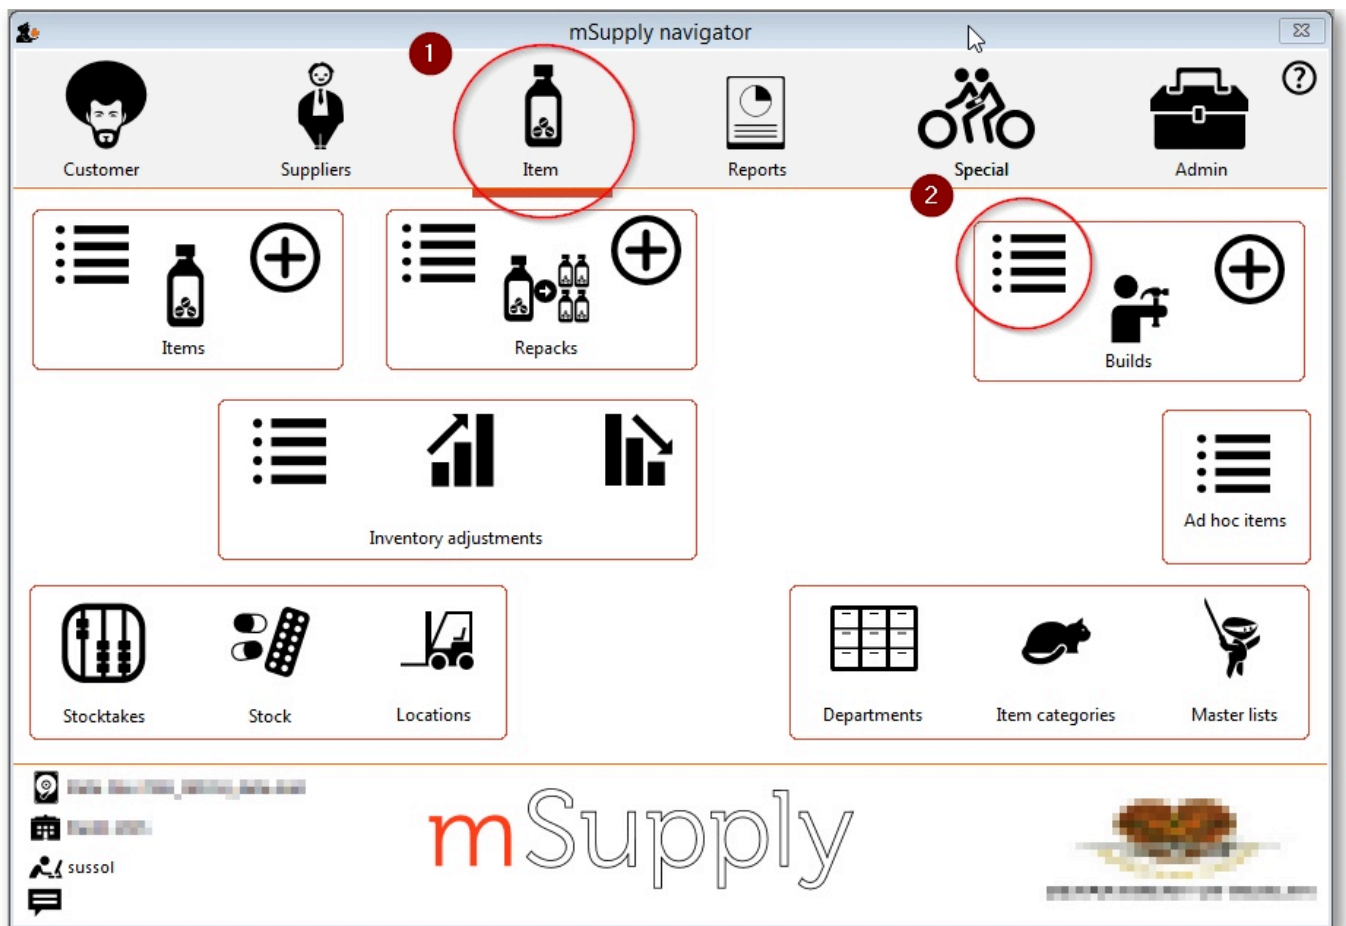 mSupply navigator
1
Customer
Suppliers
Item
Reports
Special
Admin
?
2
Items
Repacks
Builds
Inventory adjustments
Ad hoc items
Stocktakes
Stock
Locations
Departments
Item categories
Master lists
sussol
mSupply